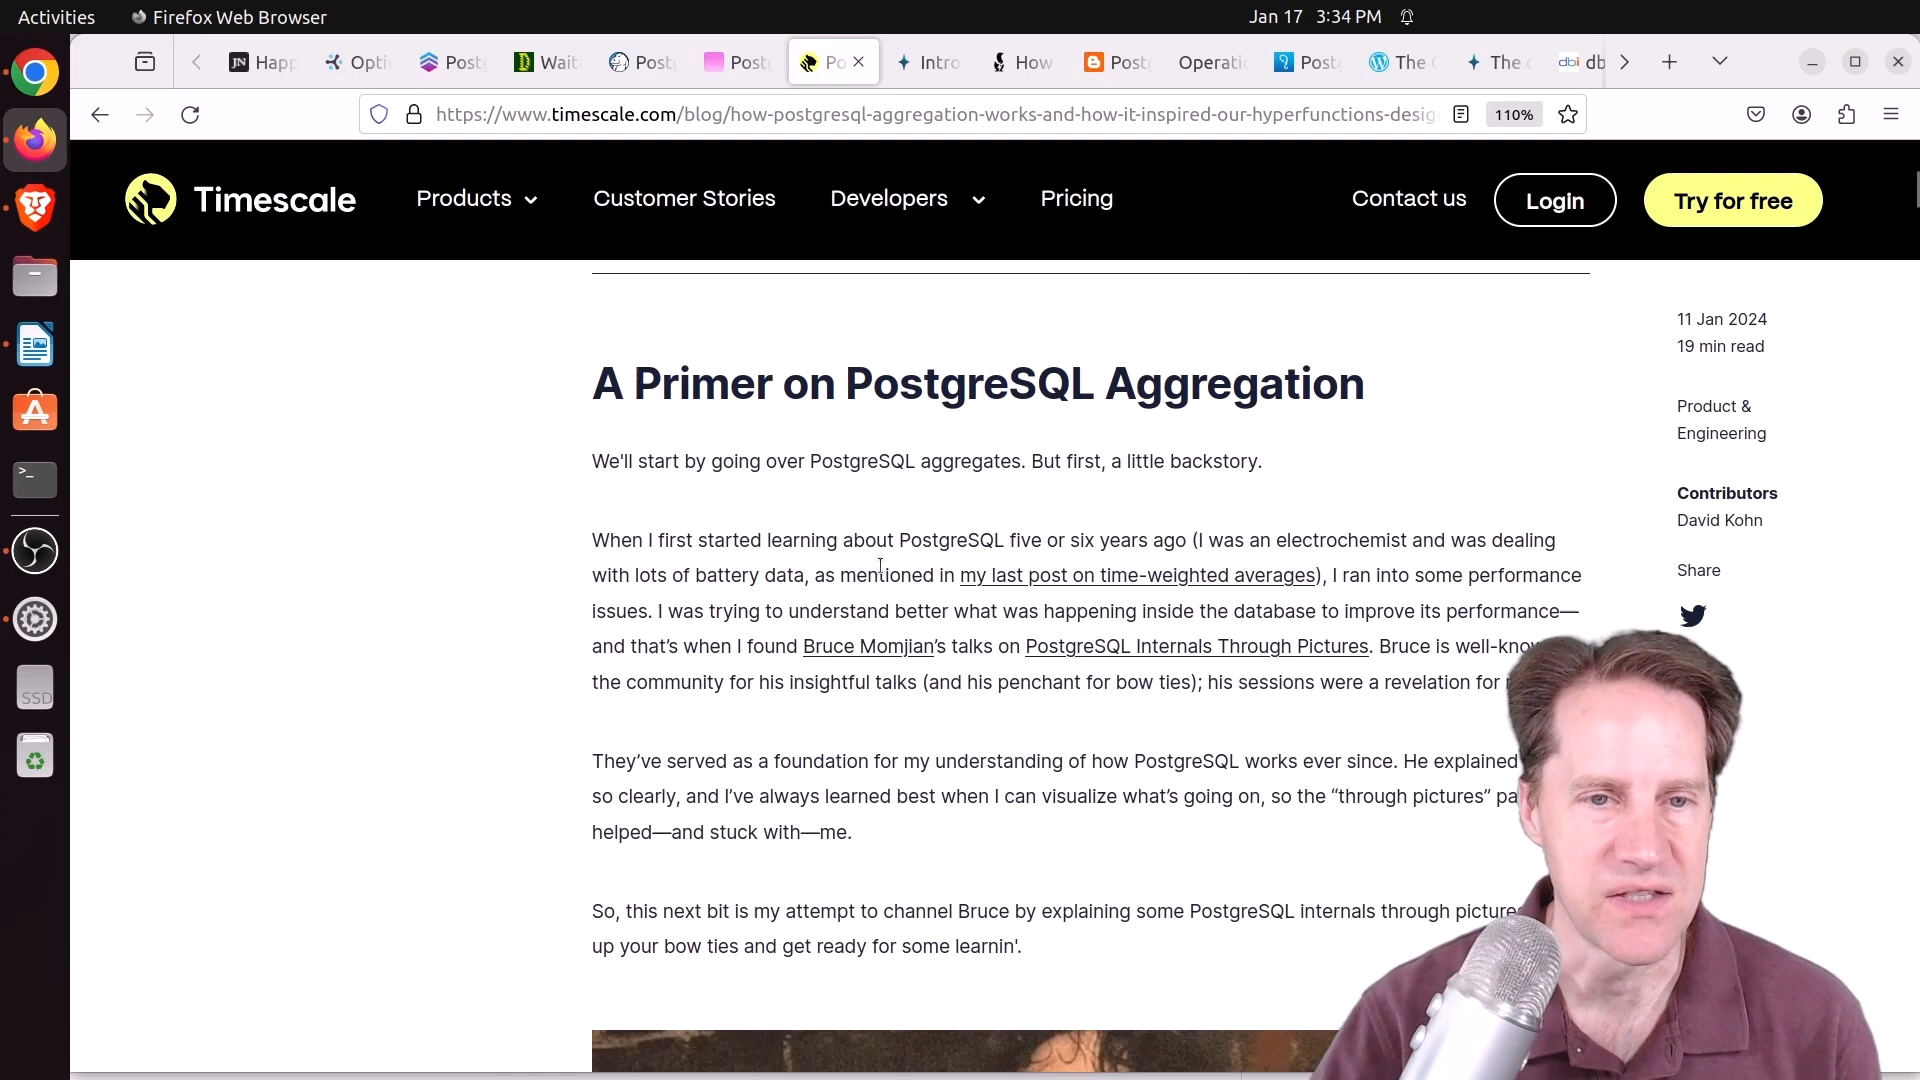 Activities
Firefox Web Browser
Jan 17 3:34 PM
JN Happ
Opti
Post
D Wait
Post
Post
Po
Intro
How
Post
Operati
Post
The
The
dbi db
https://www.timescale.com/blog/how-postgresql-aggregation-works-and-how-it-inspired-our-hyperfunctions-desig
110%
Timescale
Products
Customer Stories
Developers
Pricing
Contact us
Login
Try for free
A Primer on PostgreSQL Aggregation
We'll start by going over PostgreSQL aggregates. But first, a little backstory.
When I first started learning about PostgreSQL five or six years ago (I was an electrochemist and was dealing
with lots of battery data, as mentioned in my last post on time-weighted averages), I ran into some performance
issues. I was trying to understand better what was happening inside the database to improve its performance—
and that’s when I found Bruce Momjian’s talks on PostgreSQL Internals Through Pictures. Bruce is well-know
the community for his insightful talks (and his penchant for bow ties); his sessions were a revelation for
They’ve served as a foundation for my understanding of how PostgreSQL works ever since. He explained
so clearly, and I’ve always learned best when I can visualize what’s going on, so the “through pictures” pa
helped—and stuck with—me.
So, this next bit is my attempt to channel Bruce by explaining some PostgreSQL internals through pictures
up your bow ties and get ready for some learnin'.
11 Jan 2024
19 min read
Product &
Engineering
Contributors
David Kohn
Share
SSD